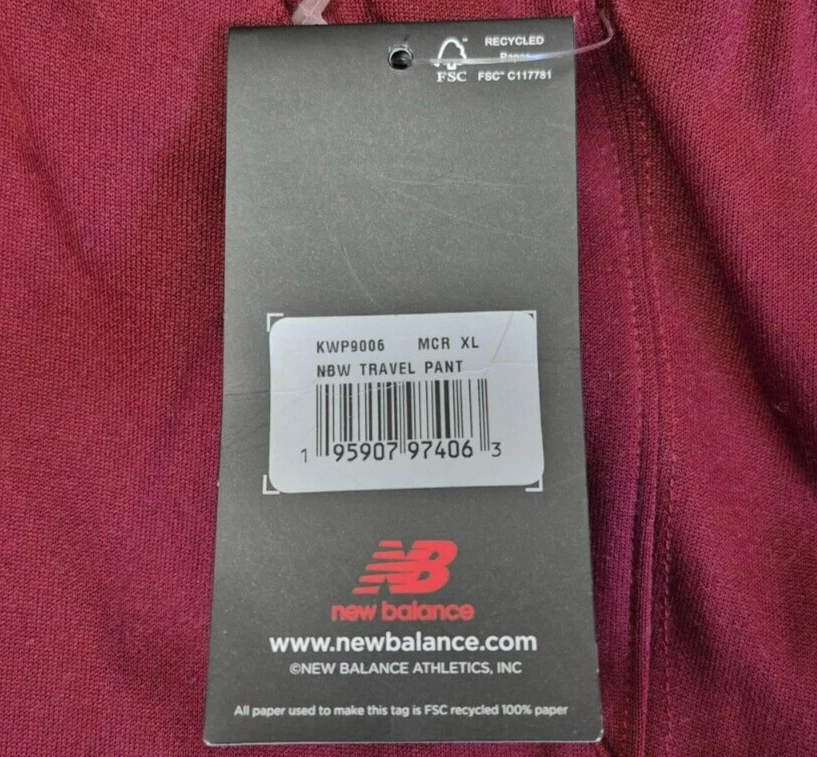 RECYCLED
Paper
FSC™ C117781
FSC
KWP9006 MCR XL
NBW TRAVEL PANT
1 95907 97406 3
NB
new balance
www.newbalance.com
©NEW BALANCE ATHLETICS, INC
All paper used to make this tag is FSC recycled 100% paper